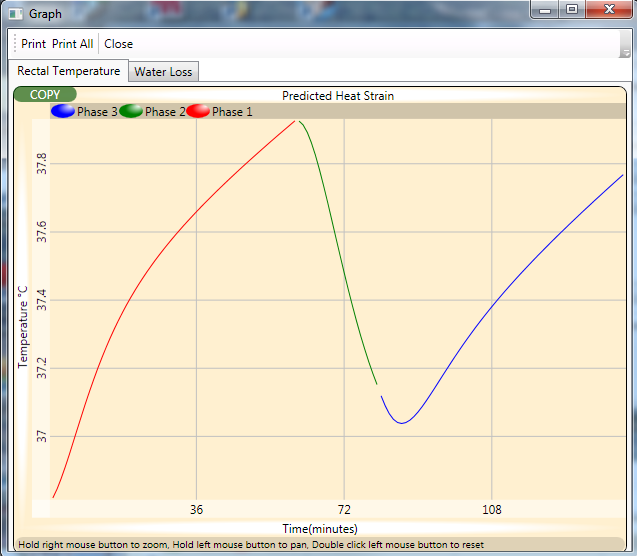 Graph
Print Print All Close
Rectal Temperature Water Loss
COPY Predicted Heat Strain
Phase 3 Phase 2 Phase 1
37.8
37.6
37.4
37.2
37
Temperature °C
36 72 108
Time(minutes)
Hold right mouse button to zoom, Hold left mouse button to pan, Double click left mouse button to reset